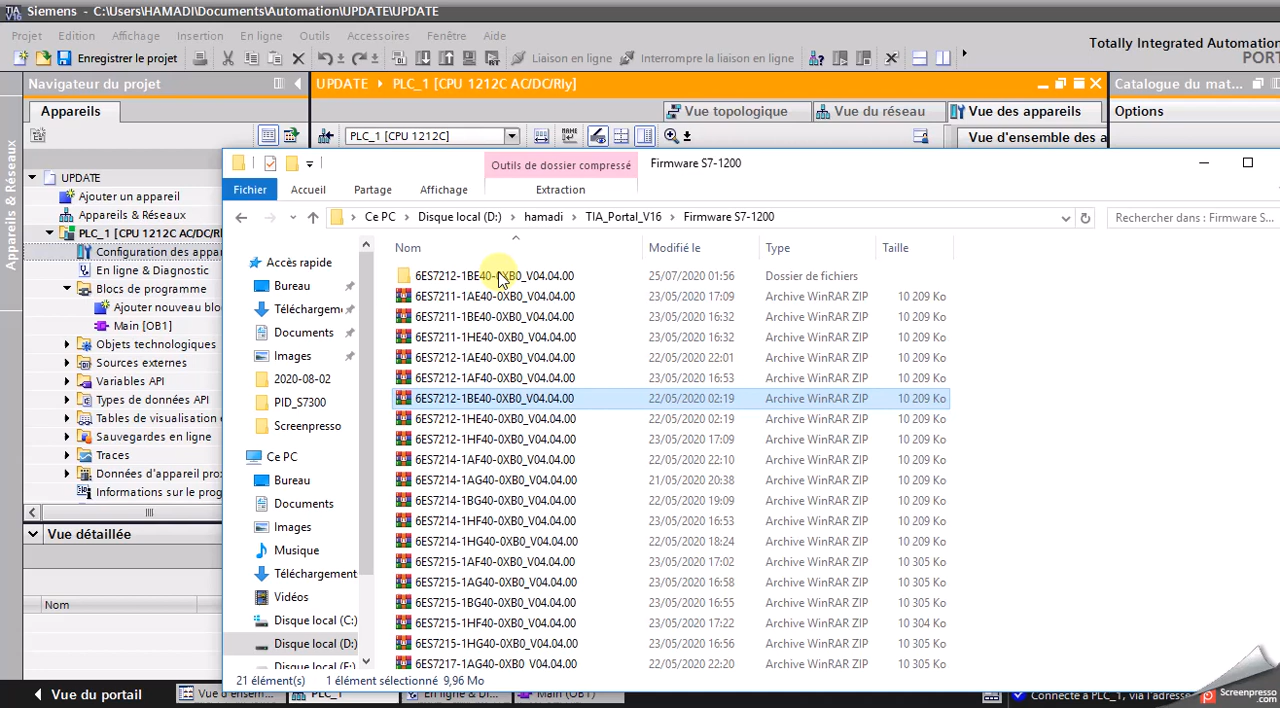 Siemens - C:\Users\HAMADI\Documents\Automation\UPDATE\UPDATE
Projet Edition Affichage Insertion En ligne Outils Accessoires Fenêtre Aide
Totally Integrated Automation
PORT
Enregistrer le projet
Liaison en ligne
Interrompre la liaison en ligne
Navigateur du projet
UPDATE PLC_1 [CPU 1212C AC/DC/Rly]
Catalogue du mat...
Appareils
Vue topologique
Vue du réseau
Vue des appareils
Options
PLC_1 [CPU 1212C]
Vue d'ensemble des a
Appareils & Réseaux
UPDATE
Ajouter un appareil
Appareils & Réseaux
PLC_1 [CPU 1212C AC/DC/Rl
Configuration des appar
En ligne & Diagnostic
Blocs de programme
Ajouter nouveau blo
Main [OB1]
Objets technologiques
Sources externes
Variables API
Types de données API
Tables de visualisation
Sauvegardes en ligne
Traces
Données d'appareil pro
Informations sur le prog
Vue détaillée
Nom
Outils de dossier compressé
Firmware S7-1200
Fichier Accueil Partage Affichage Extraction
Ce PC Disque local (D:) hamadi TIA_Portal_V16 Firmware S7-1200
Rechercher dans : Firmware S...
Accès rapide
Bureau
Téléchargem
Documents
Images
2020-08-02
PID_S7300
Screenpresso
Ce PC
Bureau
Documents
Images
Musique
Téléchargement
Vidéos
Disque local (C:)
Disque local (D:)
Disque local (E:)
Nom Modifié le Type Taille
6ES7212-1BE40-0XB0_V04.04.00 25/07/2020 01:56 Dossier de fichiers
6ES7211-1AE40-0XB0_V04.04.00 23/05/2020 17:09 Archive WinRAR ZIP 10 209 Ko
6ES7211-1BE40-0XB0_V04.04.00 23/05/2020 16:32 Archive WinRAR ZIP 10 209 Ko
6ES7211-1HE40-0XB0_V04.04.00 23/05/2020 16:32 Archive WinRAR ZIP 10 209 Ko
6ES7212-1AE40-0XB0_V04.04.00 22/05/2020 22:01 Archive WinRAR ZIP 10 209 Ko
6ES7212-1AF40-0XB0_V04.04.00 23/05/2020 16:53 Archive WinRAR ZIP 10 209 Ko
6ES7212-1BE40-0XB0_V04.04.00 22/05/2020 02:19 Archive WinRAR ZIP 10 209 Ko
6ES7212-1HE40-0XB0_V04.04.00 22/05/2020 02:19 Archive WinRAR ZIP 10 209 Ko
6ES7212-1HF40-0XB0_V04.04.00 23/05/2020 17:09 Archive WinRAR ZIP 10 209 Ko
6ES7214-1AF40-0XB0_V04.04.00 22/05/2020 22:10 Archive WinRAR ZIP 10 209 Ko
6ES7214-1AG40-0XB0_V04.04.00 21/05/2020 20:38 Archive WinRAR ZIP 10 209 Ko
6ES7214-1BG40-0XB0_V04.04.00 22/05/2020 19:09 Archive WinRAR ZIP 10 209 Ko
6ES7214-1HF40-0XB0_V04.04.00 23/05/2020 16:53 Archive WinRAR ZIP 10 209 Ko
6ES7214-1HG40-0XB0_V04.04.00 22/05/2020 18:24 Archive WinRAR ZIP 10 209 Ko
6ES7215-1AF40-0XB0_V04.04.00 23/05/2020 17:02 Archive WinRAR ZIP 10 305 Ko
6ES7215-1AG40-0XB0_V04.04.00 23/05/2020 16:58 Archive WinRAR ZIP 10 305 Ko
6ES7215-1BG40-0XB0_V04.04.00 23/05/2020 16:55 Archive WinRAR ZIP 10 305 Ko
6ES7215-1HF40-0XB0_V04.04.00 23/05/2020 17:22 Archive WinRAR ZIP 10 304 Ko
6ES7215-1HG40-0XB0_V04.04.00 23/05/2020 16:56 Archive WinRAR ZIP 10 305 Ko
6ES7217-1AG40-0XB0_V04.04.00 22/05/2020 22:20 Archive WinRAR ZIP 10 305 Ko
21 élément(s) 1 élément sélectionné 9,96 Mo
Vue du portail
Vue d'ensem...
PLC_1
En ligne & Di...
Main (OB1)
Connecté à PLC_1, via l'adresse
Screenpresso
.com